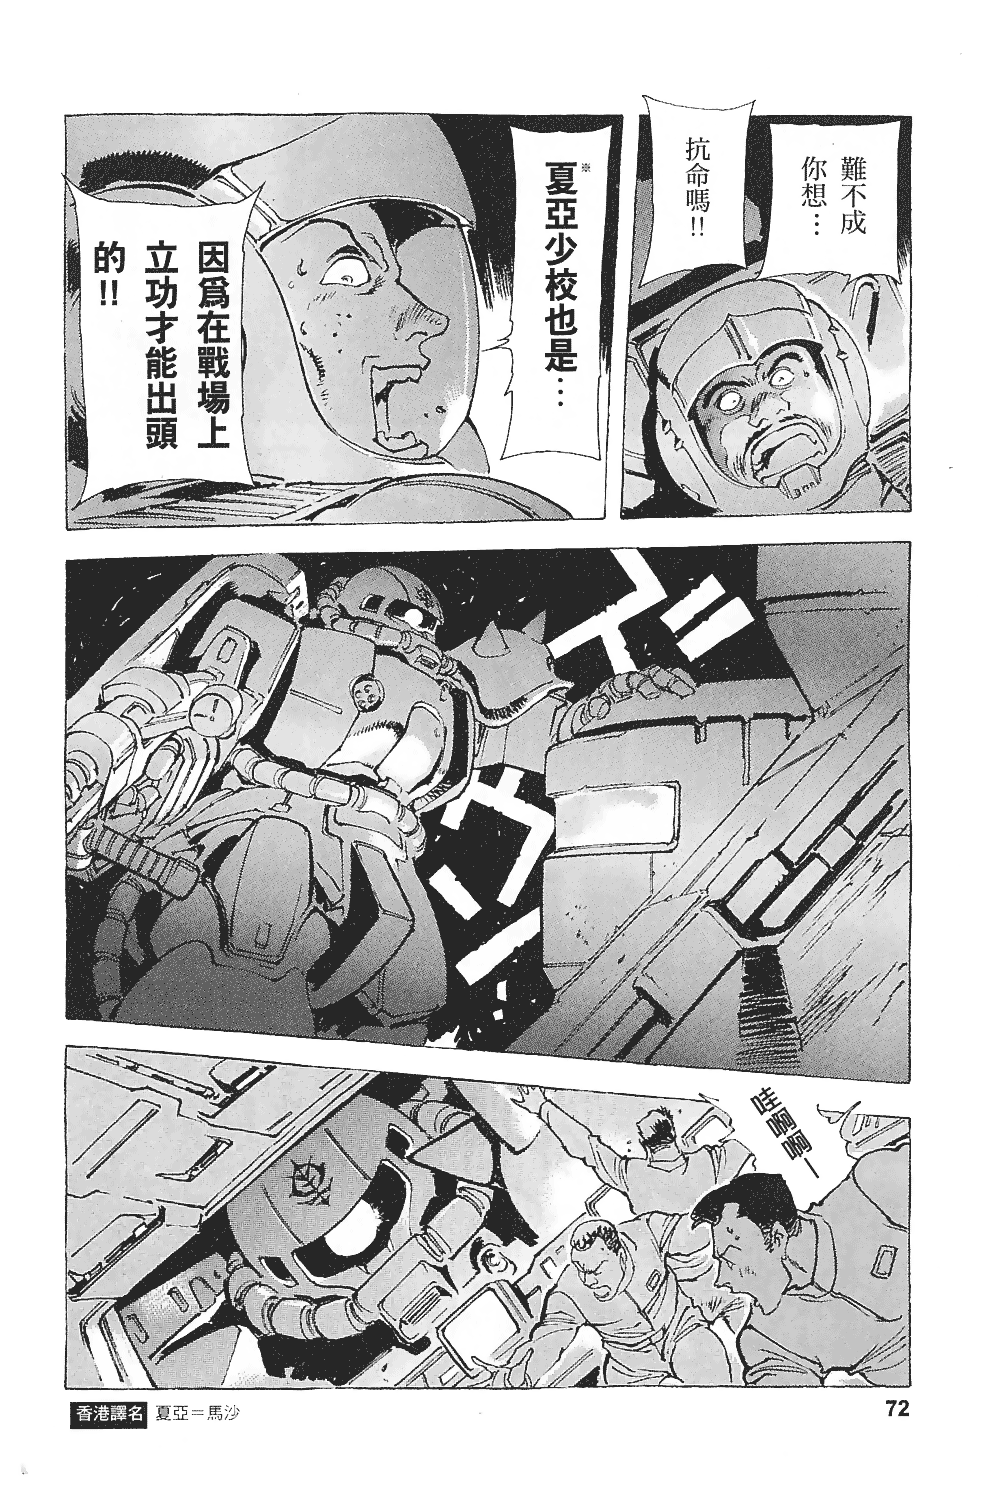 難不成
你想…
抗命嗎!!
※
夏亞少校也是…
因爲在戰場上
立功才能出頭
的!!
哇啊啊—
香港譯名 夏亞＝馬沙
72